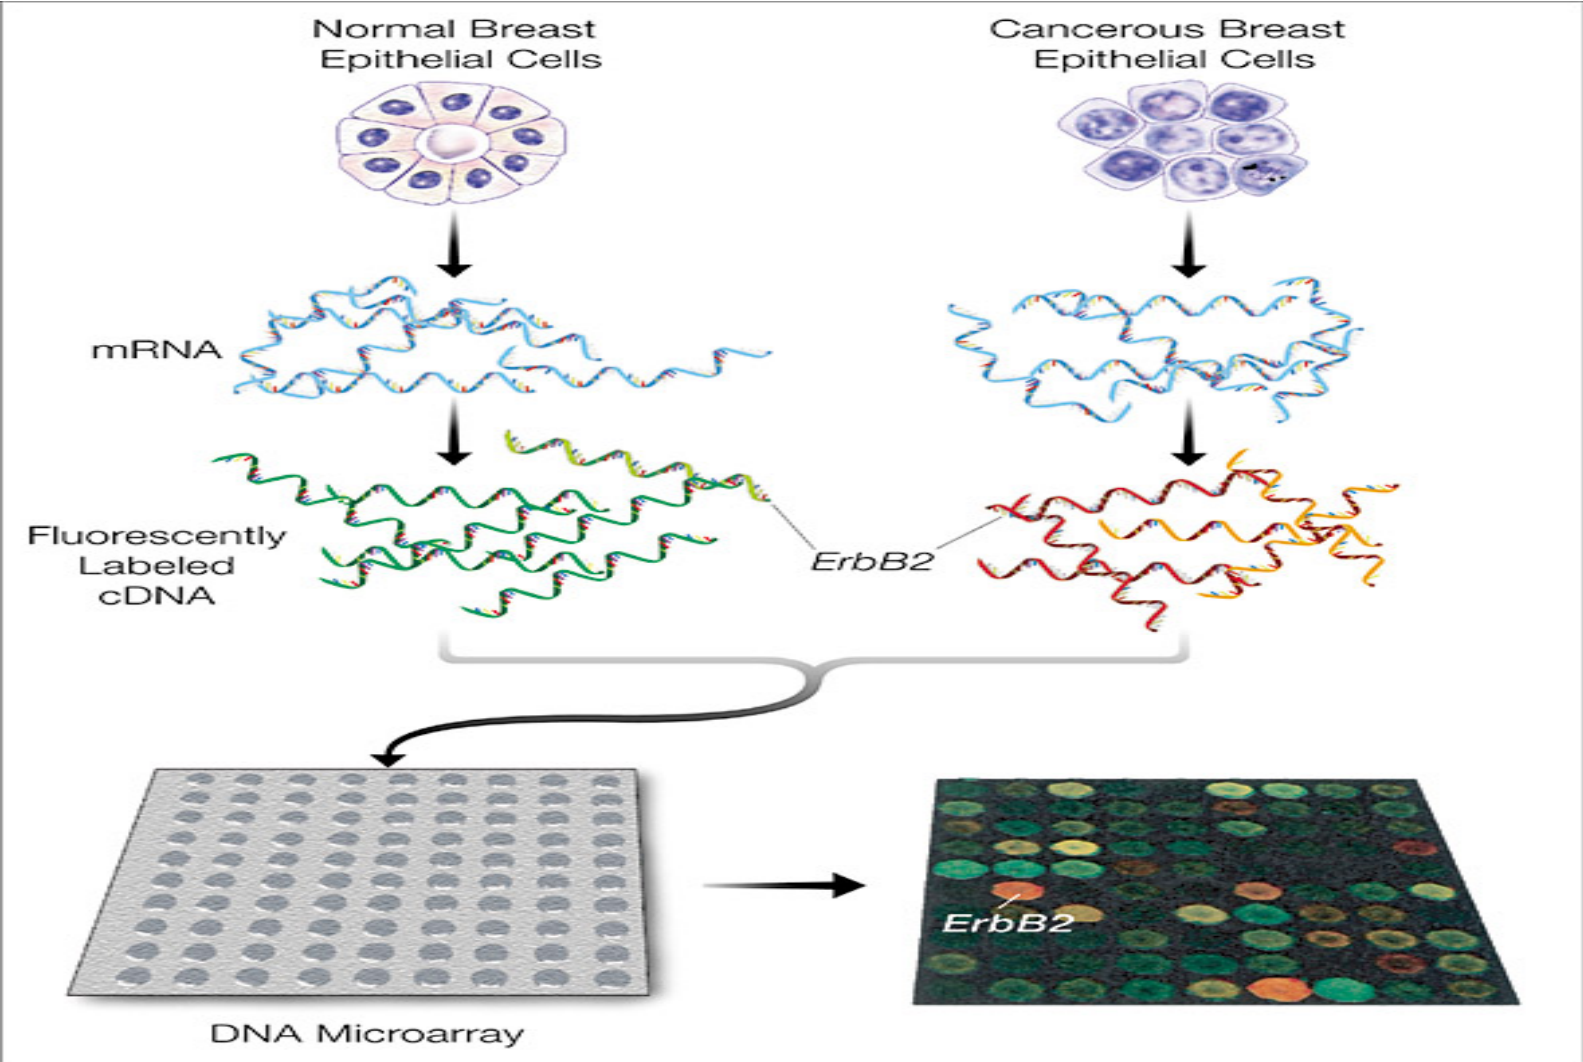 Normal Breast
Epithelial Cells
Cancerous Breast
Epithelial Cells
mRNA
Fluorescently
Labeled
cDNA
ErbB2
ErbB2
DNA Microarray